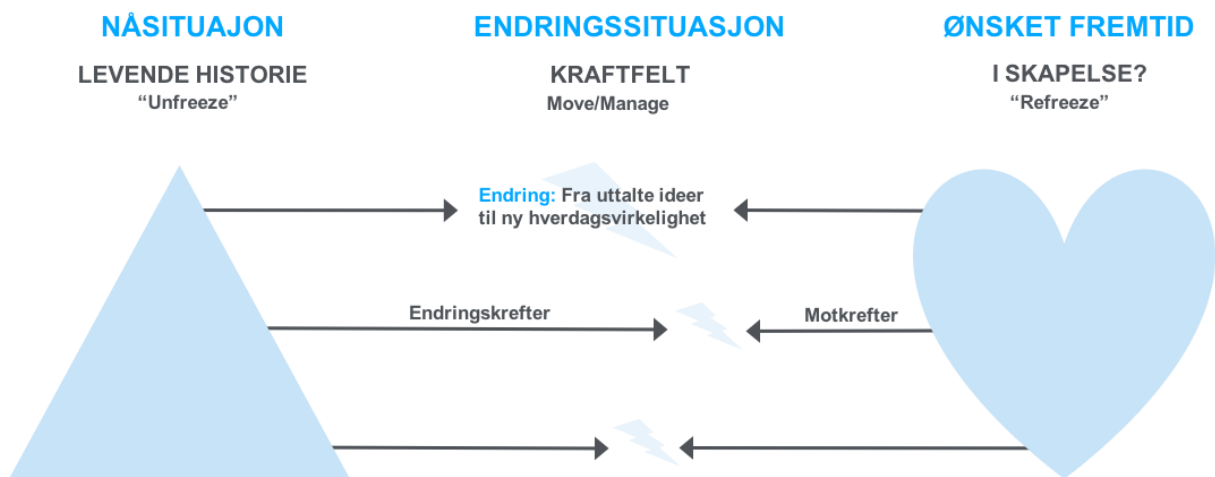 NÅSITUAJON
LEVENDE HISTORIE
“Unfreeze”
ENDRINGSSITUASJON
KRAFTFELT
Move/Manage
ØNSKET FREMTID
I SKAPELSE?
“Refreeze”
Endring: Fra uttalte ideer
til ny hverdagsvirkelighet
Endringskrefter
Motkrefter